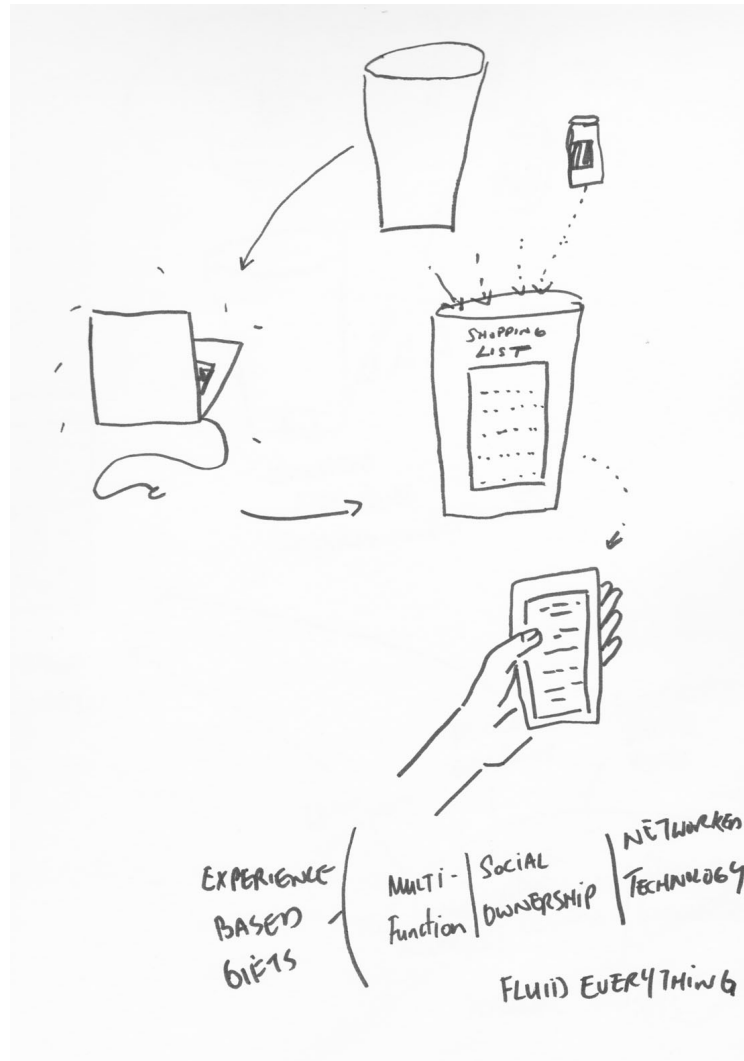 SHOPPING
LIST
EXPERIENCE
BASED
GIFTS
MULTI-
Function
SOCIAL
OWNERSHIP
NETWORKED
TECHNOLOGY
FLUID EVERYTHING